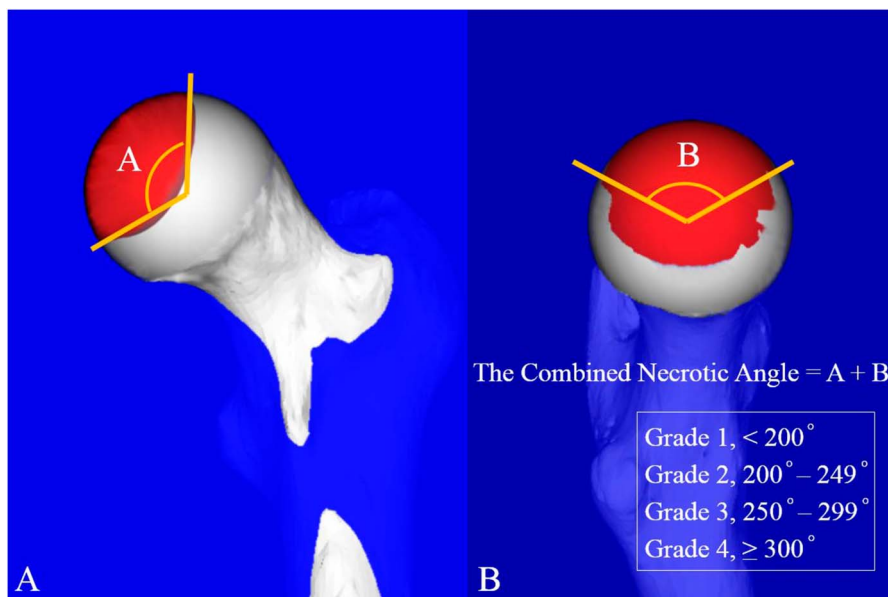 A
B
The Combined Necrotic Angle = A + B
Grade 1, < 200°
Grade 2, 200° – 249°
Grade 3, 250° – 299°
Grade 4, ≥ 300°
A
B